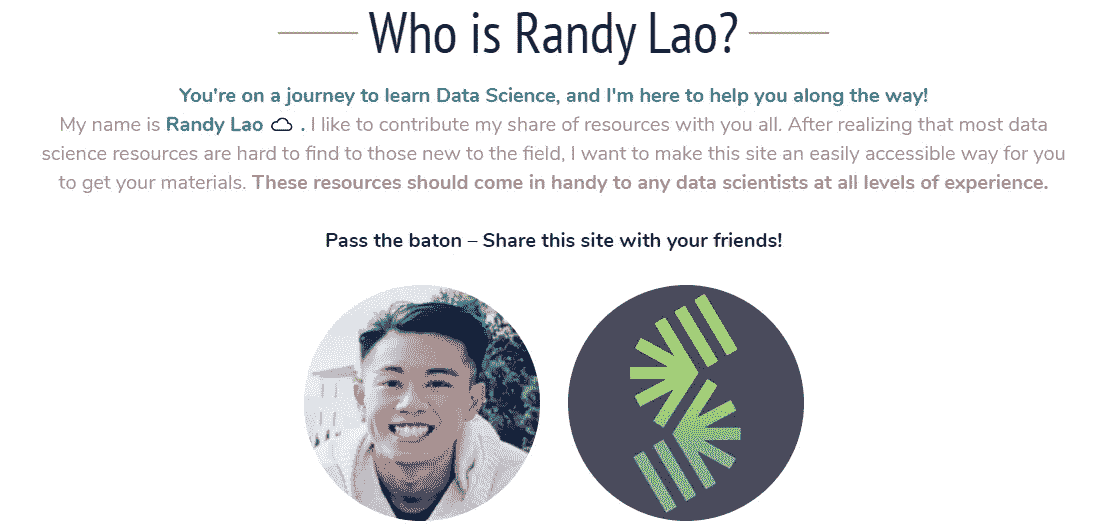 Who is Randy Lao?
You're on a journey to learn Data Science, and I'm here to help you along the way!
My name is Randy Lao . I like to contribute my share of resources with you all. After realizing that most data
science resources are hard to find to those new to the field, I want to make this site an easily accessible way for you
to get your materials. These resources should come in handy to any data scientists at all levels of experience.
Pass the baton – Share this site with your friends!